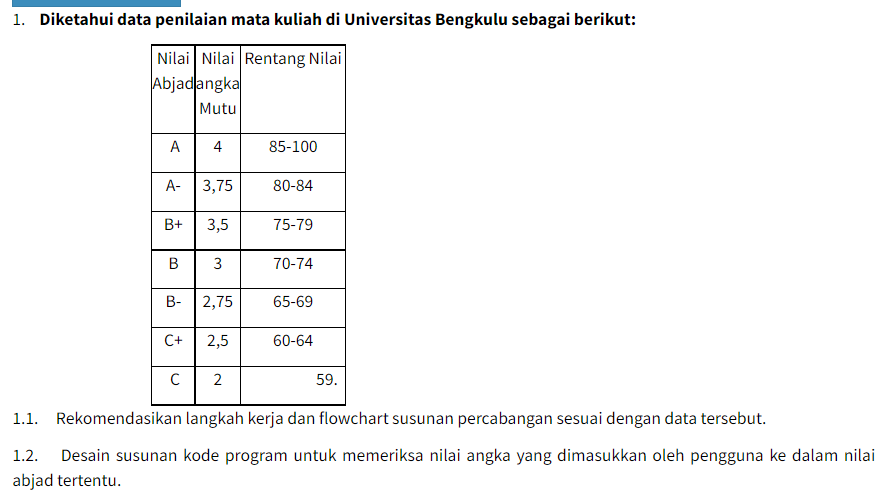 1. Diketahui data penilaian mata kuliah di Universitas Bengkulu sebagai berikut:
Nilai Abjad Nilai angka Mutu Rentang Nilai
A 4 85-100
A- 3,75 80-84
B+ 3,5 75-79
B 3 70-74
B- 2,75 65-69
C+ 2,5 60-64
C 2 59.
1.1. Rekomendasikan langkah kerja dan flowchart susunan percabangan sesuai dengan data tersebut.
1.2. Desain susunan kode program untuk memeriksa nilai angka yang dimasukkan oleh pengguna ke dalam nilai
abjad tertentu.